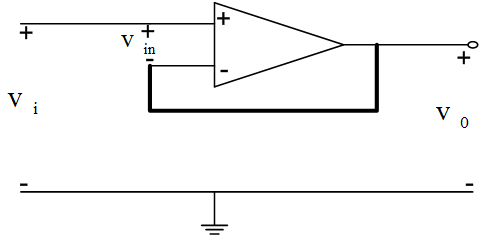 + + +
V in
- -
+
V i
V 0
- -